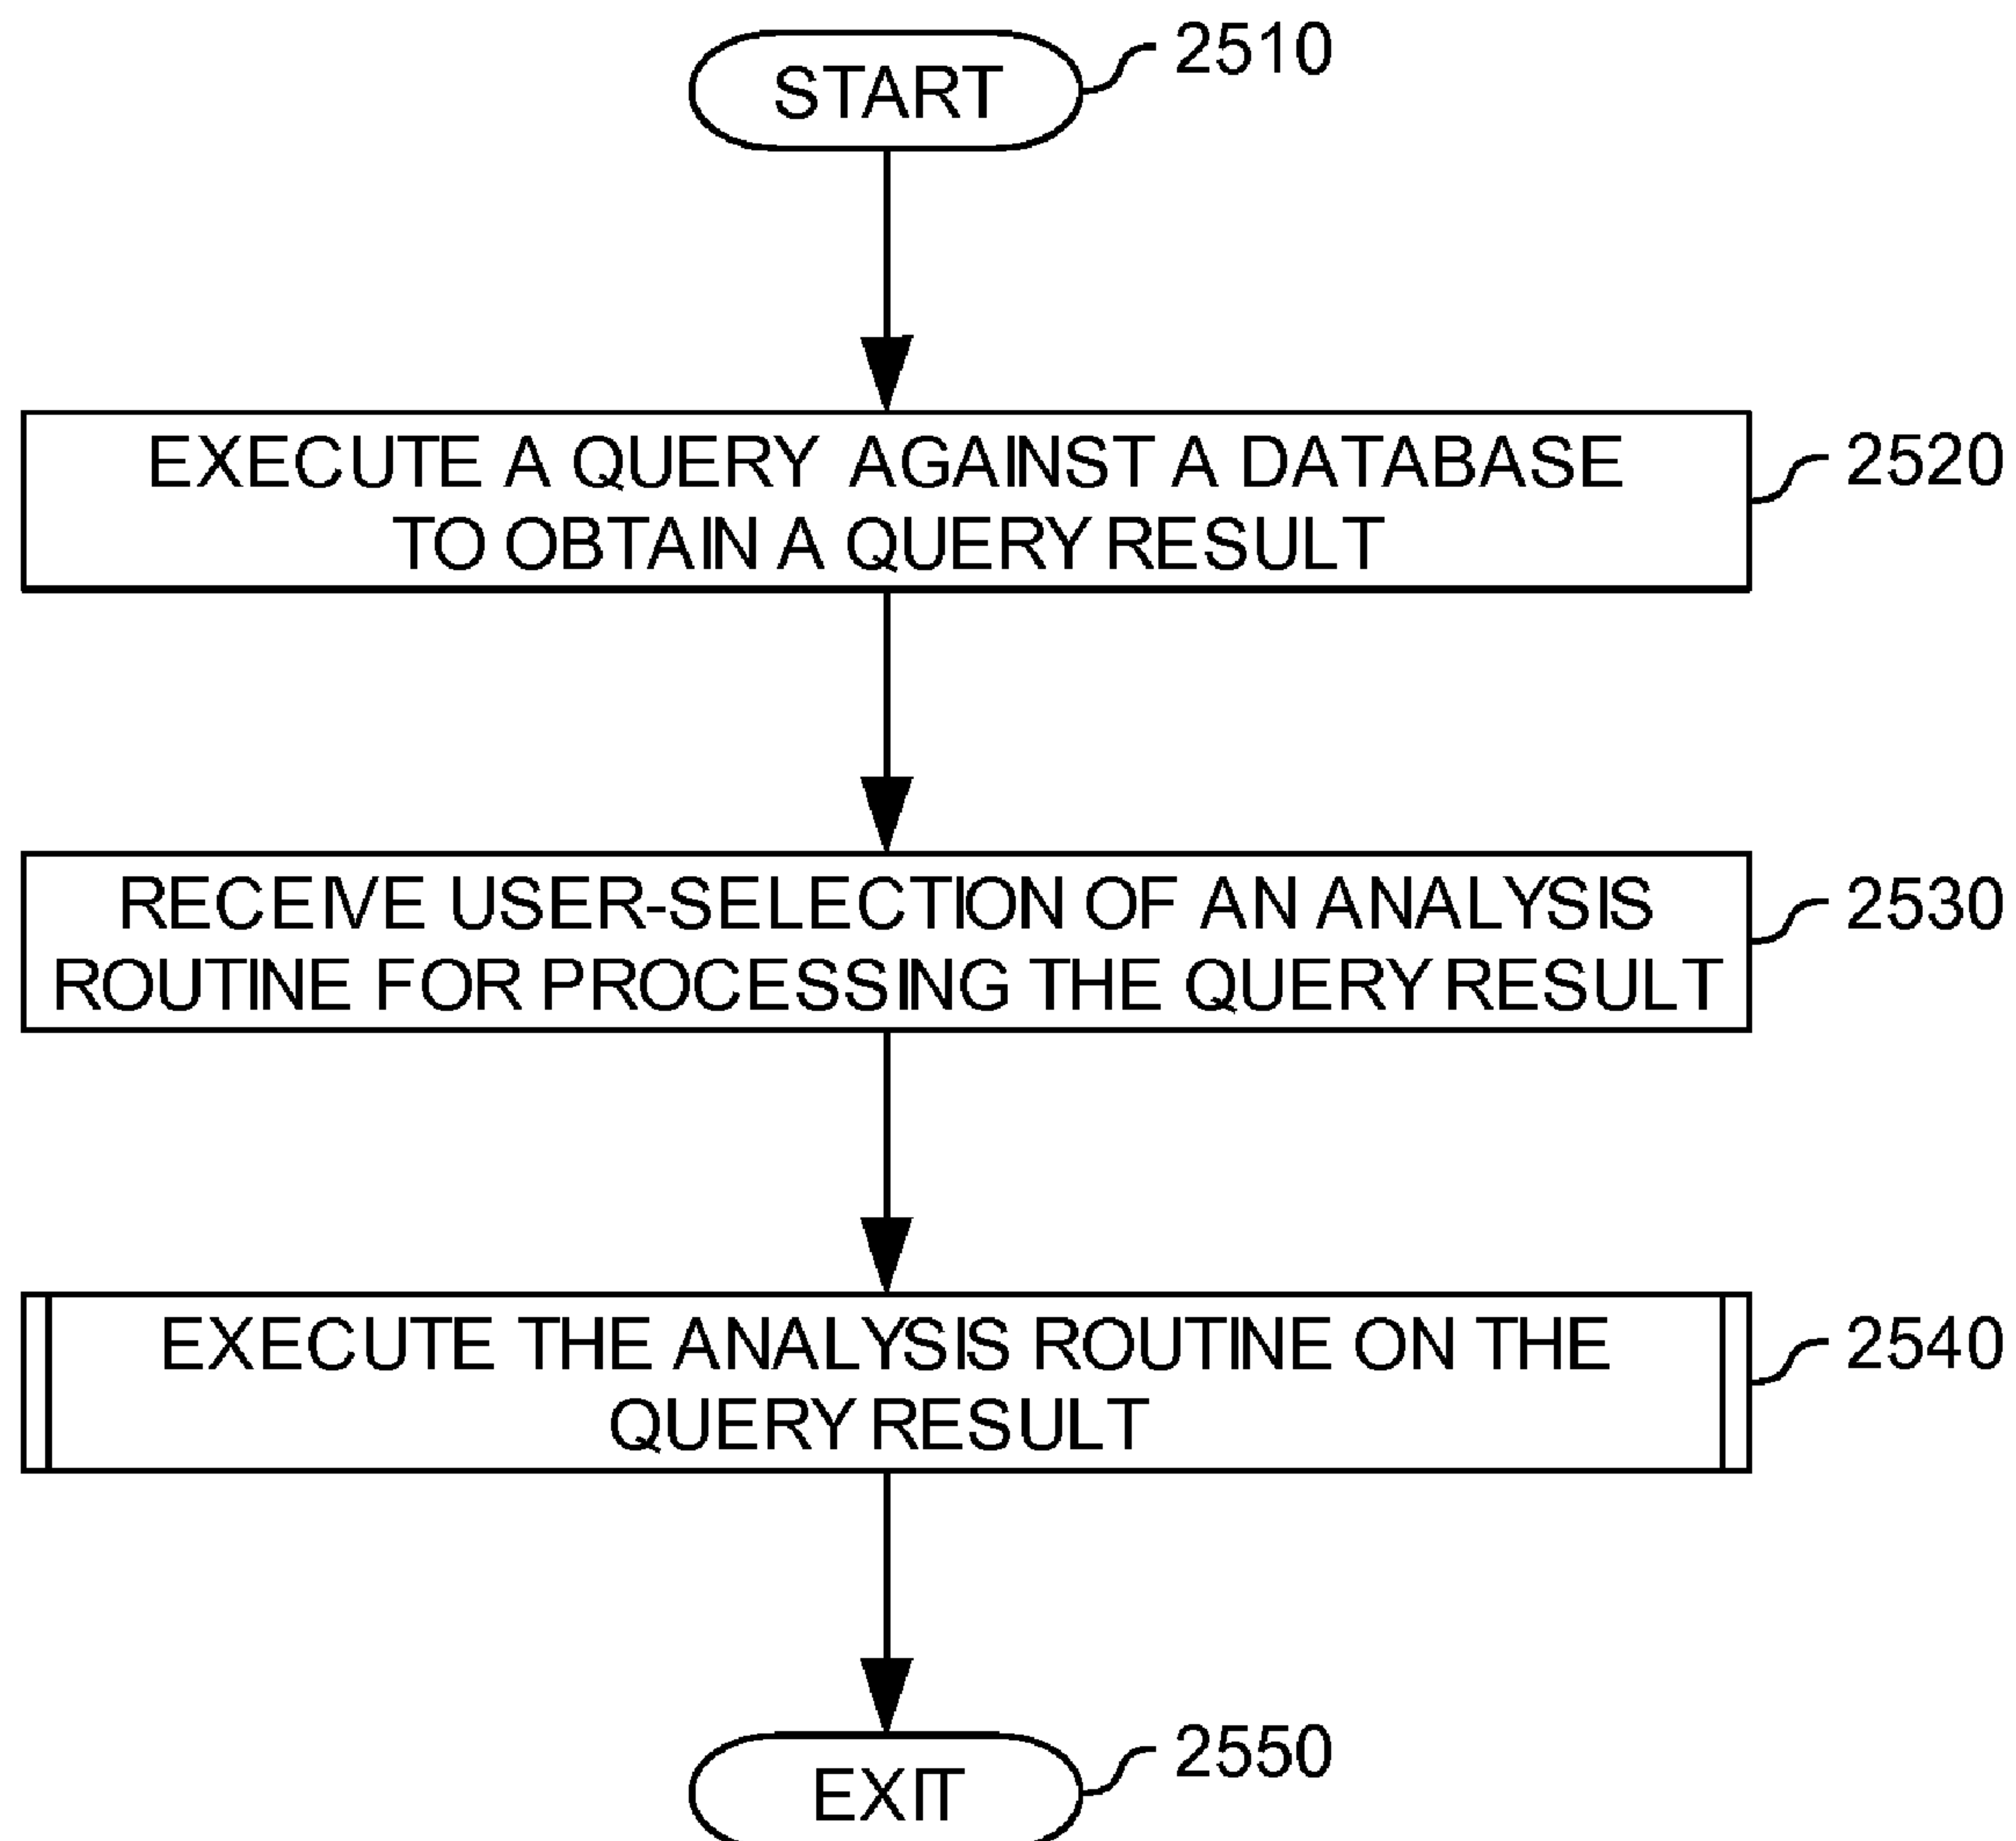 START
2510
EXECUTE A QUERY AGAINST A DATABASE
TO OBTAIN A QUERY RESULT
2520
RECEIVE USER-SELECTION OF AN ANALYSIS
ROUTINE FOR PROCESSING THE QUERY RESULT
2530
EXECUTE THE ANALYSIS ROUTINE ON THE
QUERY RESULT
2540
EXIT
2550